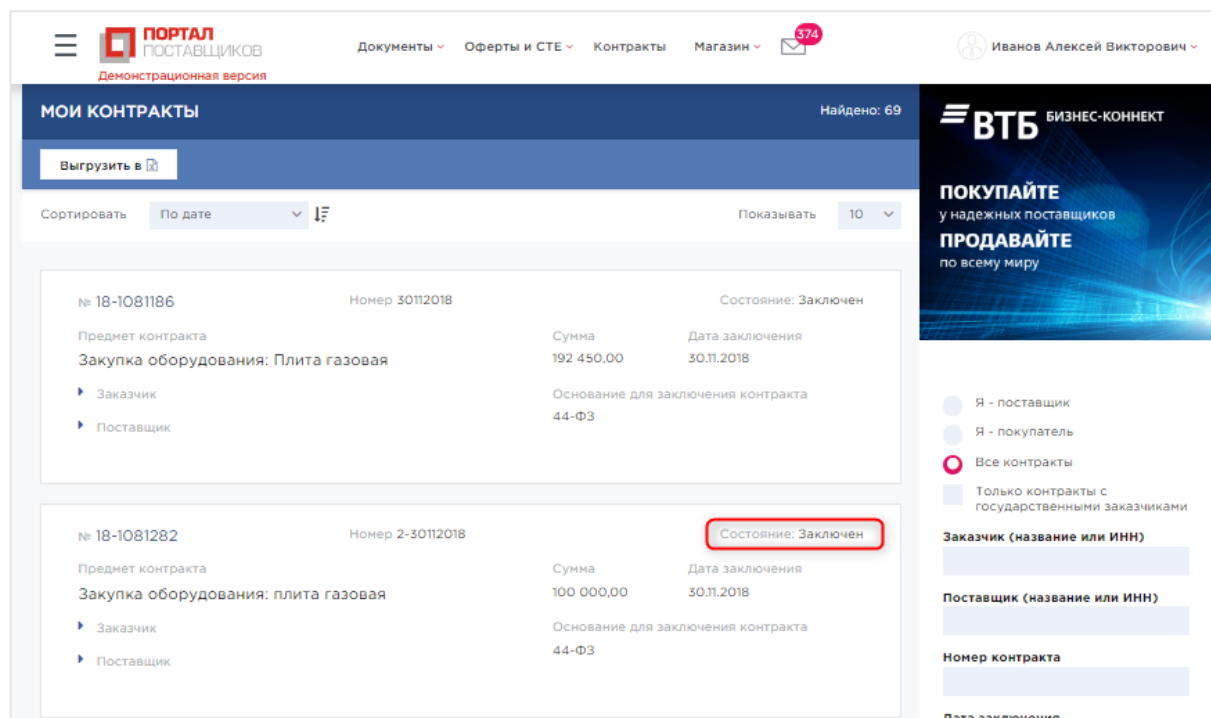 ПОРТАЛ
ПОСТАВЩИКОВ
Демонстрационная версия
Документы Оферты и СТЕ Контракты Магазин 374 Иванов Алексей Викторович
МОИ КОНТРАКТЫ Найдено: 69
Выгрузить в
Сортировать По дате Показывать 10
№ 18-1081186 Номер 30112018 Состояние: Заключен
Предмет контракта Сумма Дата заключения
Закупка оборудования: Плита газовая 192 450,00 30.11.2018
Заказчик Основание для заключения контракта
44-ФЗ
Поставщик
№ 18-1081282 Номер 2-30112018 Состояние: Заключен
Предмет контракта Сумма Дата заключения
Закупка оборудования: плита газовая 100 000,00 30.11.2018
Заказчик Основание для заключения контракта
44-ФЗ
Поставщик
ВТБ БИЗНЕС-КОННЕКТ
ПОКУПАЙТЕ
у надежных поставщиков
ПРОДАВАЙТЕ
по всему миру
Я - поставщик
Я - покупатель
Все контракты
Только контракты с
государственными заказчиками
Заказчик (название или ИНН)
Поставщик (название или ИНН)
Номер контракта
Дата заключения